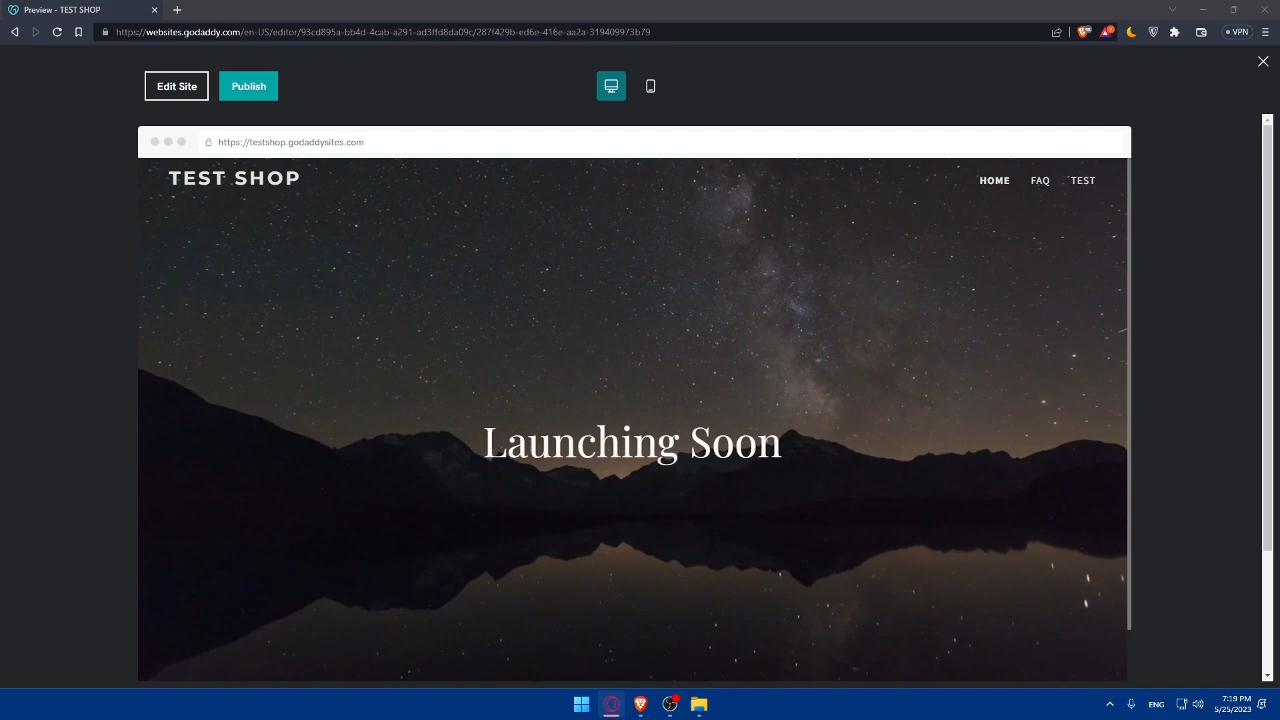 Preview - TEST SHOP
https://websites.godaddy.com/en-US/editor/93cd895a-bb4d-4cab-a291-ad3ffd8da09c/287f429b-ed6e-416e-aa2a-319409973b79
VPN
Edit Site
Publish
https://testshop.godaddysites.com
TEST SHOP
HOME
FAQ
TEST
Launching Soon
ENG
7:19 PM
5/25/2023